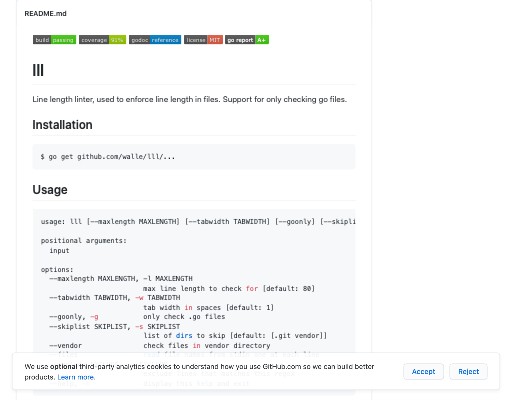 README.md
build passing coverage 91% godoc reference license MIT go report A+
lll
Line length linter, used to enforce line length in files. Support for only checking go files.
Installation
$ go get github.com/walle/lll/...
Usage
usage: lll [--maxlength MAXLENGTH] [--tabwidth TABWIDTH] [--goonly] [--skipli
positional arguments:
input
options:
--maxlength MAXLENGTH, -l MAXLENGTH
max line length to check for [default: 80]
--tabwidth TABWIDTH, -w TABWIDTH
tab width in spaces [default: 1]
--goonly, -g only check .go files
--skiplist SKIPLIST, -s SKIPLIST
list of dirs to skip [default: [.git vendor]]
--vendor check files in vendor directory
We use optional third-party analytics cookies to understand how you use GitHub.com so we can build better
products. Learn more.
Accept Reject